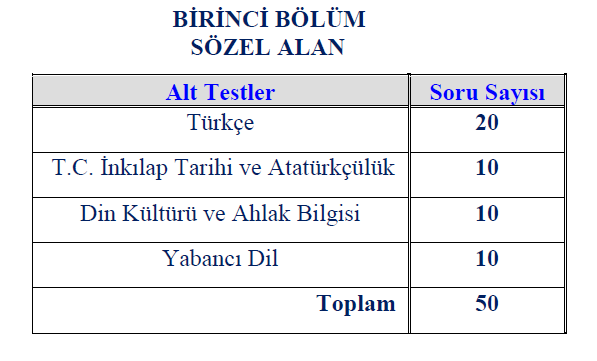 BİRİNCİ BÖLÜM
SÖZEL ALAN
Alt Testler Soru Sayısı
Türkçe 20
T.C. İnkılap Tarihi ve Atatürkçülük 10
Din Kültürü ve Ahlak Bilgisi 10
Yabancı Dil 10
Toplam 50